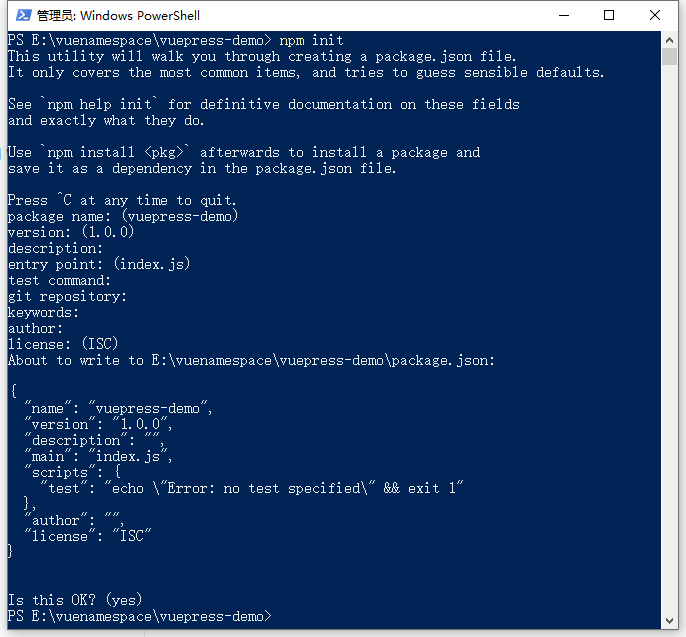 管理员: Windows PowerShell
PS E:\vuenamespace\vuepress-demo> npm init
This utility will walk you through creating a package.json file.
It only covers the most common items, and tries to guess sensible defaults.
See `npm help init` for definitive documentation on these fields
and exactly what they do.
Use `npm install <pkg>` afterwards to install a package and
save it as a dependency in the package.json file.
Press ^C at any time to quit.
package name: (vuepress-demo)
version: (1.0.0)
description:
entry point: (index.js)
test command:
git repository:
keywords:
author:
license: (ISC)
About to write to E:\vuenamespace\vuepress-demo\package.json:
{
  "name": "vuepress-demo",
  "version": "1.0.0",
  "description": "",
  "main": "index.js",
  "scripts": {
    "test": "echo \"Error: no test specified\" && exit 1"
  },
  "author": "",
  "license": "ISC"
}
Is this OK? (yes)
PS E:\vuenamespace\vuepress-demo>